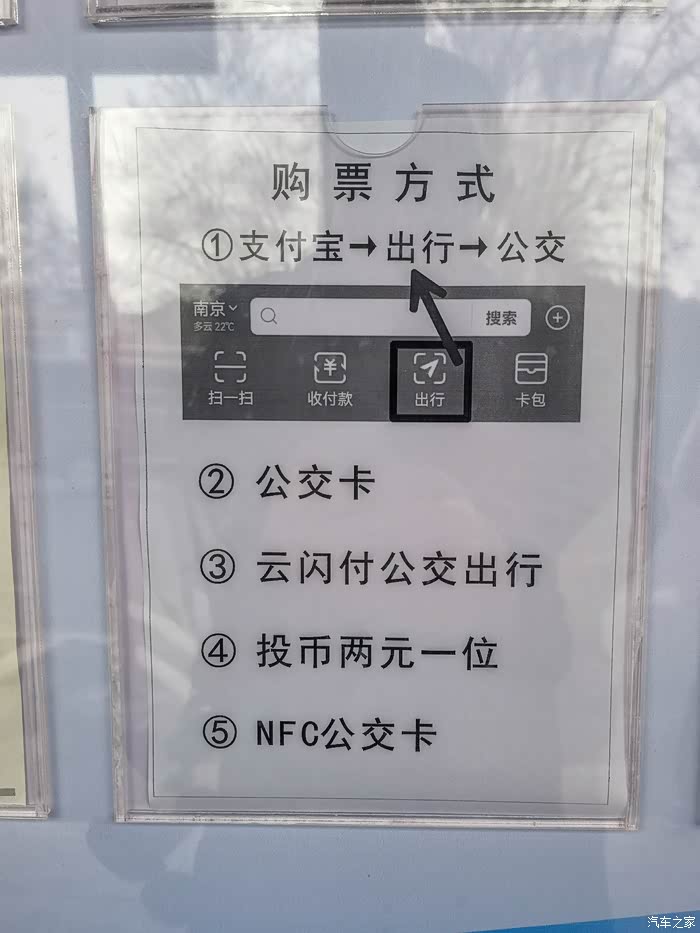 购票方式
①支付宝→出行→公交
南京
多云 22℃
搜索
扫一扫 收付款 出行 卡包
② 公交卡
③ 云闪付公交出行
④ 投币两元一位
⑤ NFC公交卡
汽车之家